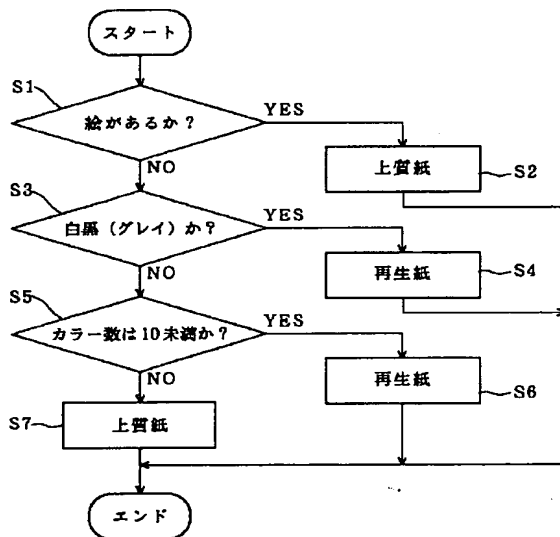 スタート
S1
絵があるか？
YES
NO
上質紙
S2
S3
白黒（グレイ）か？
YES
NO
再生紙
S4
S5
カラー数は10未満か？
YES
NO
再生紙
S6
S7
上質紙
エンド